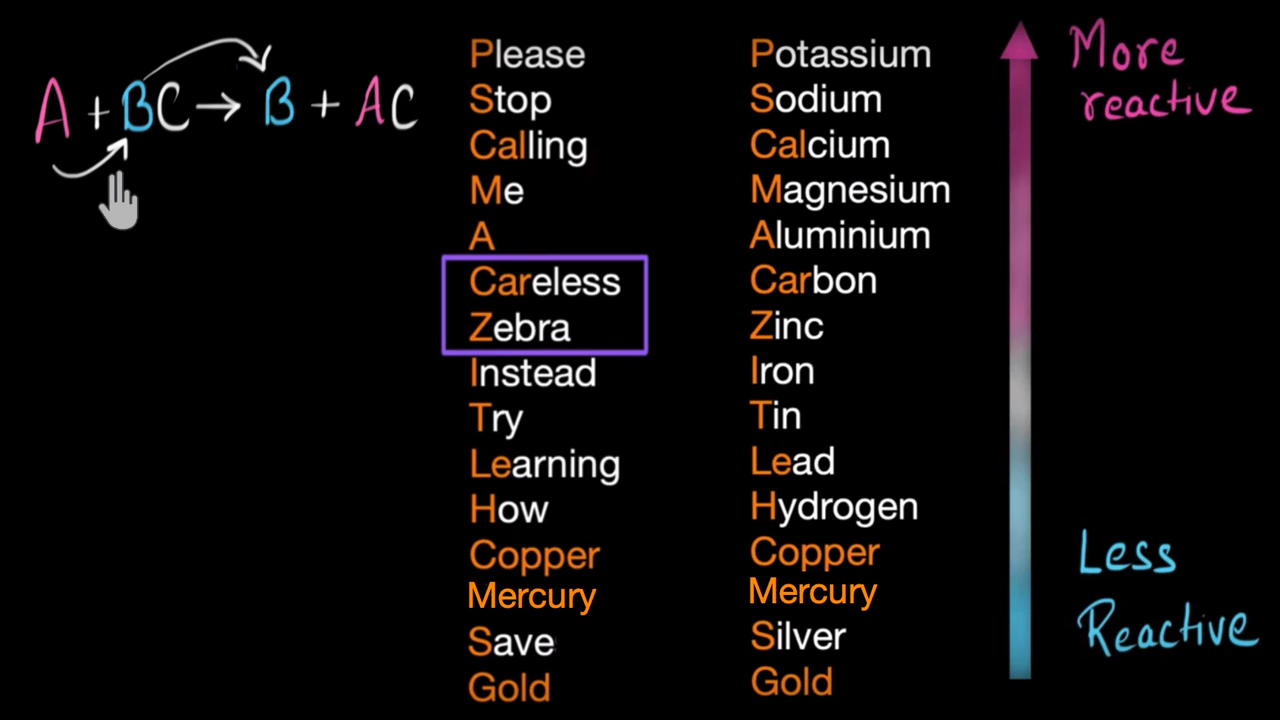 A + BC → B + AC
Please
Stop
Calling
Me
A
Careless
Zebra
Instead
Try
Learning
How
Copper
Mercury
Save
Gold
Potassium
Sodium
Calcium
Magnesium
Aluminium
Carbon
Zinc
Iron
Tin
Lead
Hydrogen
Copper
Mercury
Silver
Gold
More
reactive
Less
Reactive